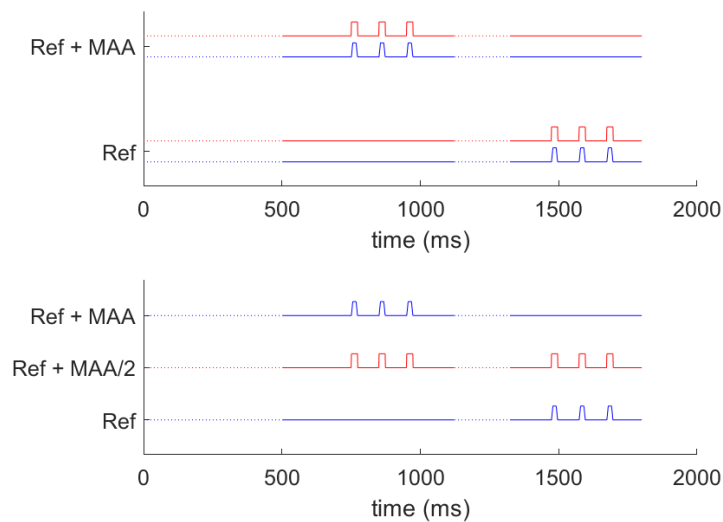 Ref + MAA
Ref
0 500 1000 1500 2000
time (ms)
Ref + MAA
Ref + MAA/2
Ref
0 500 1000 1500 2000
time (ms)